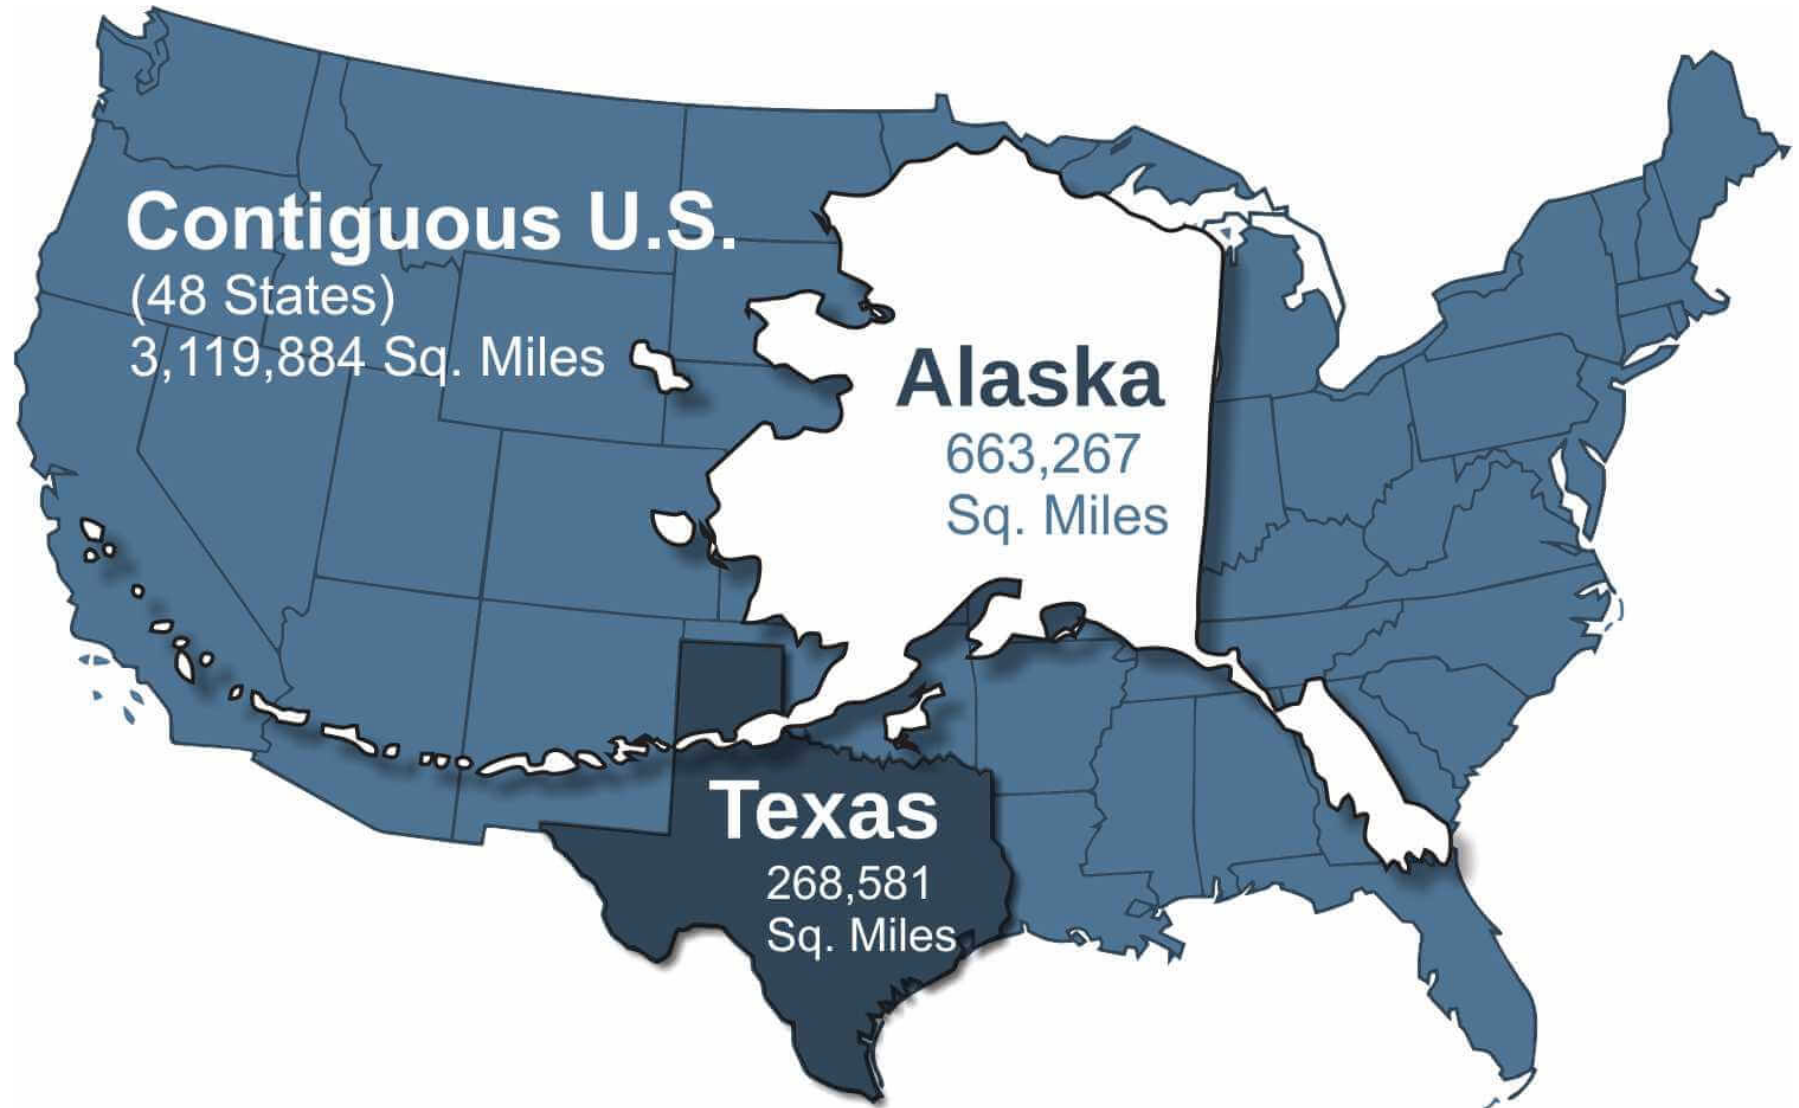 Contiguous U.S.
(48 States)
3,119,884 Sq. Miles
Alaska
663,267
Sq. Miles
Texas
268,581
Sq. Miles